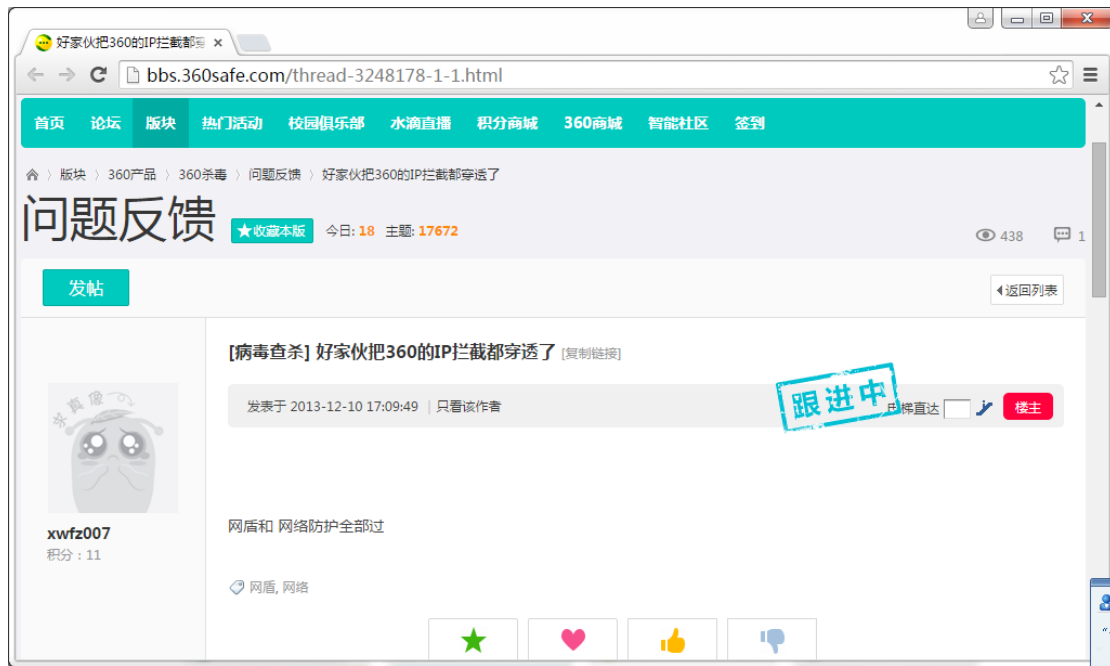 好家伙把360的IP拦截都穿
bbs.360safe.com/thread-3248178-1-1.html
首页 论坛 版块 热门活动 校园俱乐部 水滴直播 积分商城 360商城 智能社区 签到
版块 〉 360产品 〉 360杀毒 〉 问题反馈 〉 好家伙把360的IP拦截都穿透了
问题反馈 ★收藏本版 今日: 18 主题: 17672 438 1
发帖 返回列表
[病毒查杀] 好家伙把360的IP拦截都穿透了 [复制链接]
求真像
发表于 2013-12-10 17:09:49 | 只看该作者 跟进中 梯直达 楼主
网盾和 网络防护全部过
xwfz007
积分：11
网盾, 网络